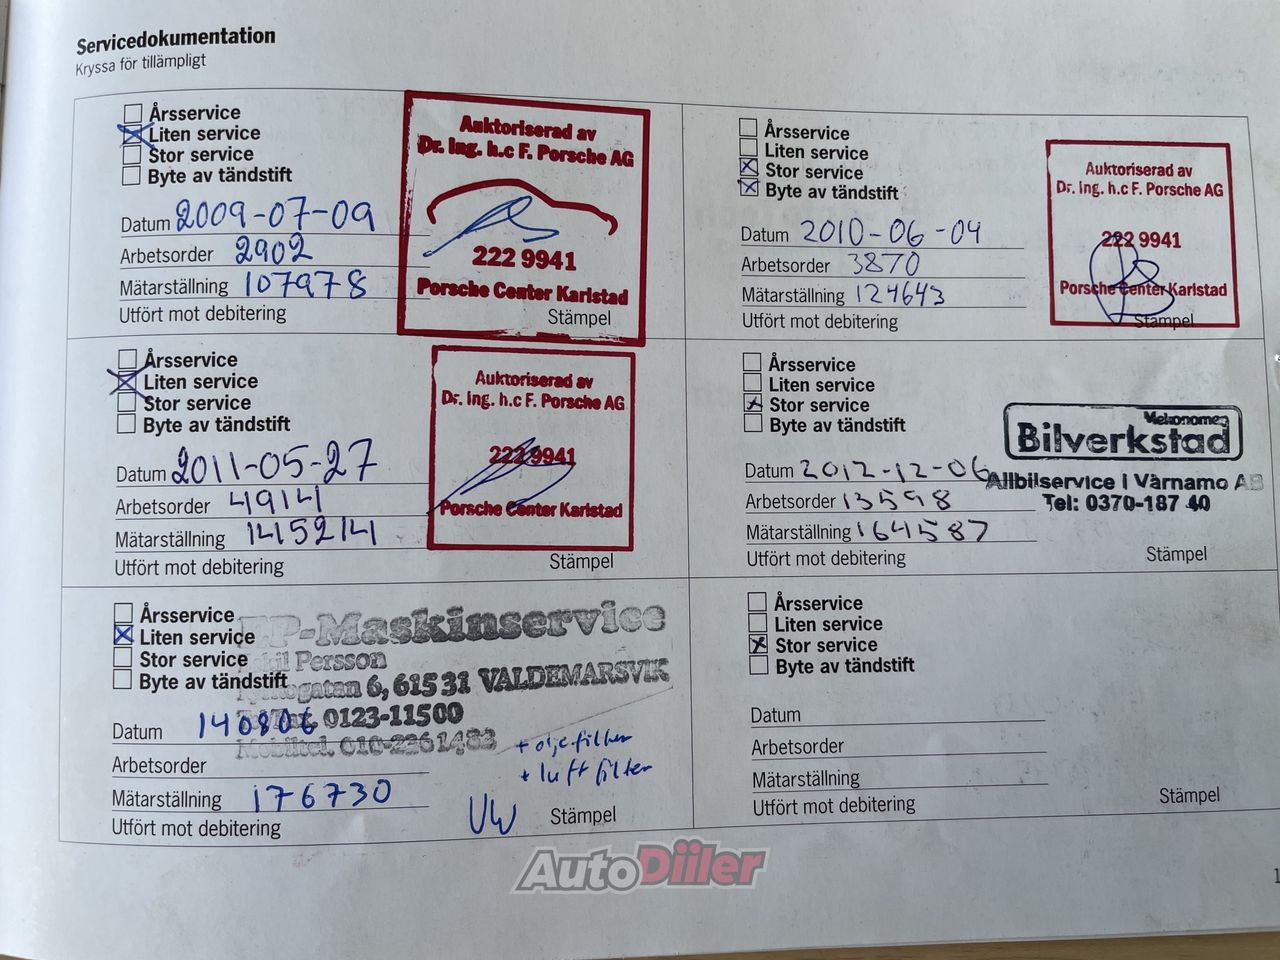 Servicedokumentation
Kryssa för tillämpligt
Årsservice
Liten service
Stor service
Byte av tändstift
Datum 2009-07-09
Arbetsorder 2902
Mätarställning 107978
Utfört mot debitering
Auktoriserad av
Dr. Ing. h.c F. Porsche AG
222 9941
Porsche Center Karlstad
Stämpel
Årsservice
Liten service
Stor service
Byte av tändstift
Datum 2010-06-04
Arbetsorder 3870
Mätarställning 124643
Utfört mot debitering
Auktoriserad av
Dr. Ing. h.c F. Porsche AG
222 9941
Porsche Center Karlstad
Stämpel
Årsservice
Liten service
Stor service
Byte av tändstift
Datum 2011-05-27
Arbetsorder 4914
Mätarställning 145214
Utfört mot debitering
Auktoriserad av
Dr. Ing. h.c F. Porsche AG
222 9941
Porsche Center Karlstad
Stämpel
Årsservice
Liten service
Stor service
Byte av tändstift
Datum 2012-12-06
Arbetsorder 13598
Mätarställning 164587
Utfört mot debitering
Mekonomen
Bilverkstad
Allbilservice i Värnamo AB
Tel: 0370-187 40
Stämpel
Årsservice
Liten service
Stor service
Byte av tändstift
Datum 140806
Arbetsorder
Mätarställning 176730
Utfört mot debitering
-Maskinservice
Persson
6, 615 31 VALDEMARSVIK
0123-11500
Mobiltel. 010-2361483
+ oljefilter
+ luftfilter
UW
Stämpel
Årsservice
Liten service
Stor service
Byte av tändstift
Datum
Arbetsorder
Mätarställning
Utfört mot debitering
Stämpel
AutoDiiler
1